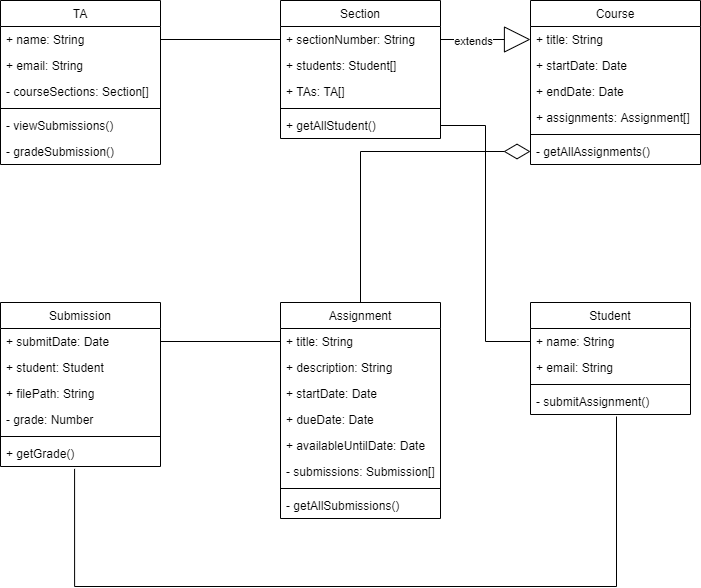 TA
+ name: String
+ email: String
- courseSections: Section[]
- viewSubmissions()
- gradeSubmission()
Section
+ sectionNumber: String
+ students: Student[]
+ TAs: TA[]
+ getAllStudent()
extends
Course
+ title: String
+ startDate: Date
+ endDate: Date
+ assignments: Assignment[]
- getAllAssignments()
Submission
+ submitDate: Date
+ student: Student
+ filePath: String
- grade: Number
+ getGrade()
Assignment
+ title: String
+ description: String
+ startDate: Date
+ dueDate: Date
+ availableUntilDate: Date
- submissions: Submission[]
- getAllSubmissions()
Student
+ name: String
+ email: String
- submitAssignment()